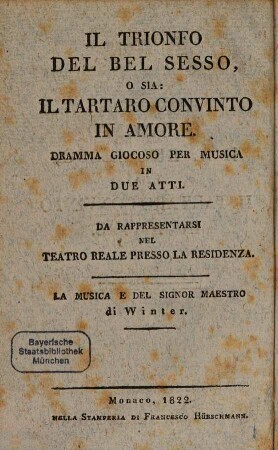 IL TRIONFO
DEL BEL SESSO,
O SIA:
IL TARTARO CONVINTO
IN AMORE.
DRAMMA GIOCOSO PER MUSICA
IN
DUE ATTI.
DA RAPPRESENTARSI
NEL
TEATRO REALE PRESSO LA RESIDENZA.
LA MUSICA E DEL SIGNOR MAESTRO
di Winter.
Bayerische
Staatsbibliothek
München
Monaco, 1822.
NELLA STAMPERIA DI FRANCESCO HÜBSCHMANN.